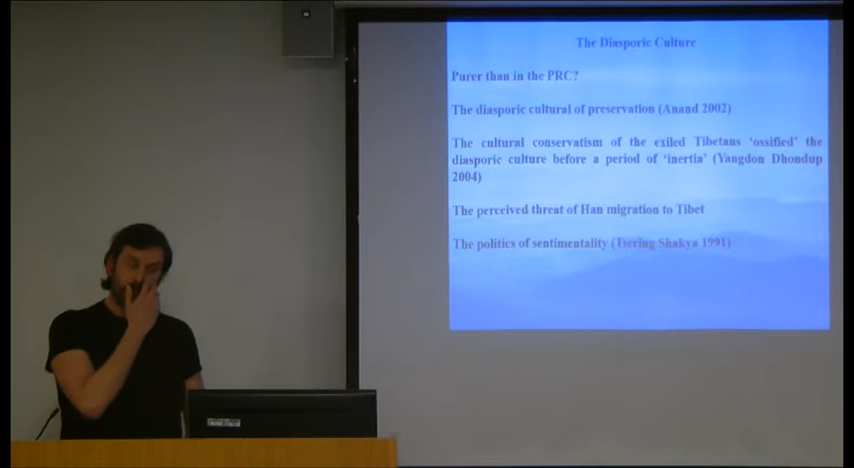 The Diasporic Culture
Purer than in the PRC?
The diasporic cultural of preservation (Anand 2002)
The cultural conservatism of the exiled Tibetans ‘ossified’ the
diasporic culture before a period of ‘inertia’ (Yangdon Dhondup
2004)
The perceived threat of Han migration to Tibet
The politics of sentimentality (Tsering Shakya 1991)